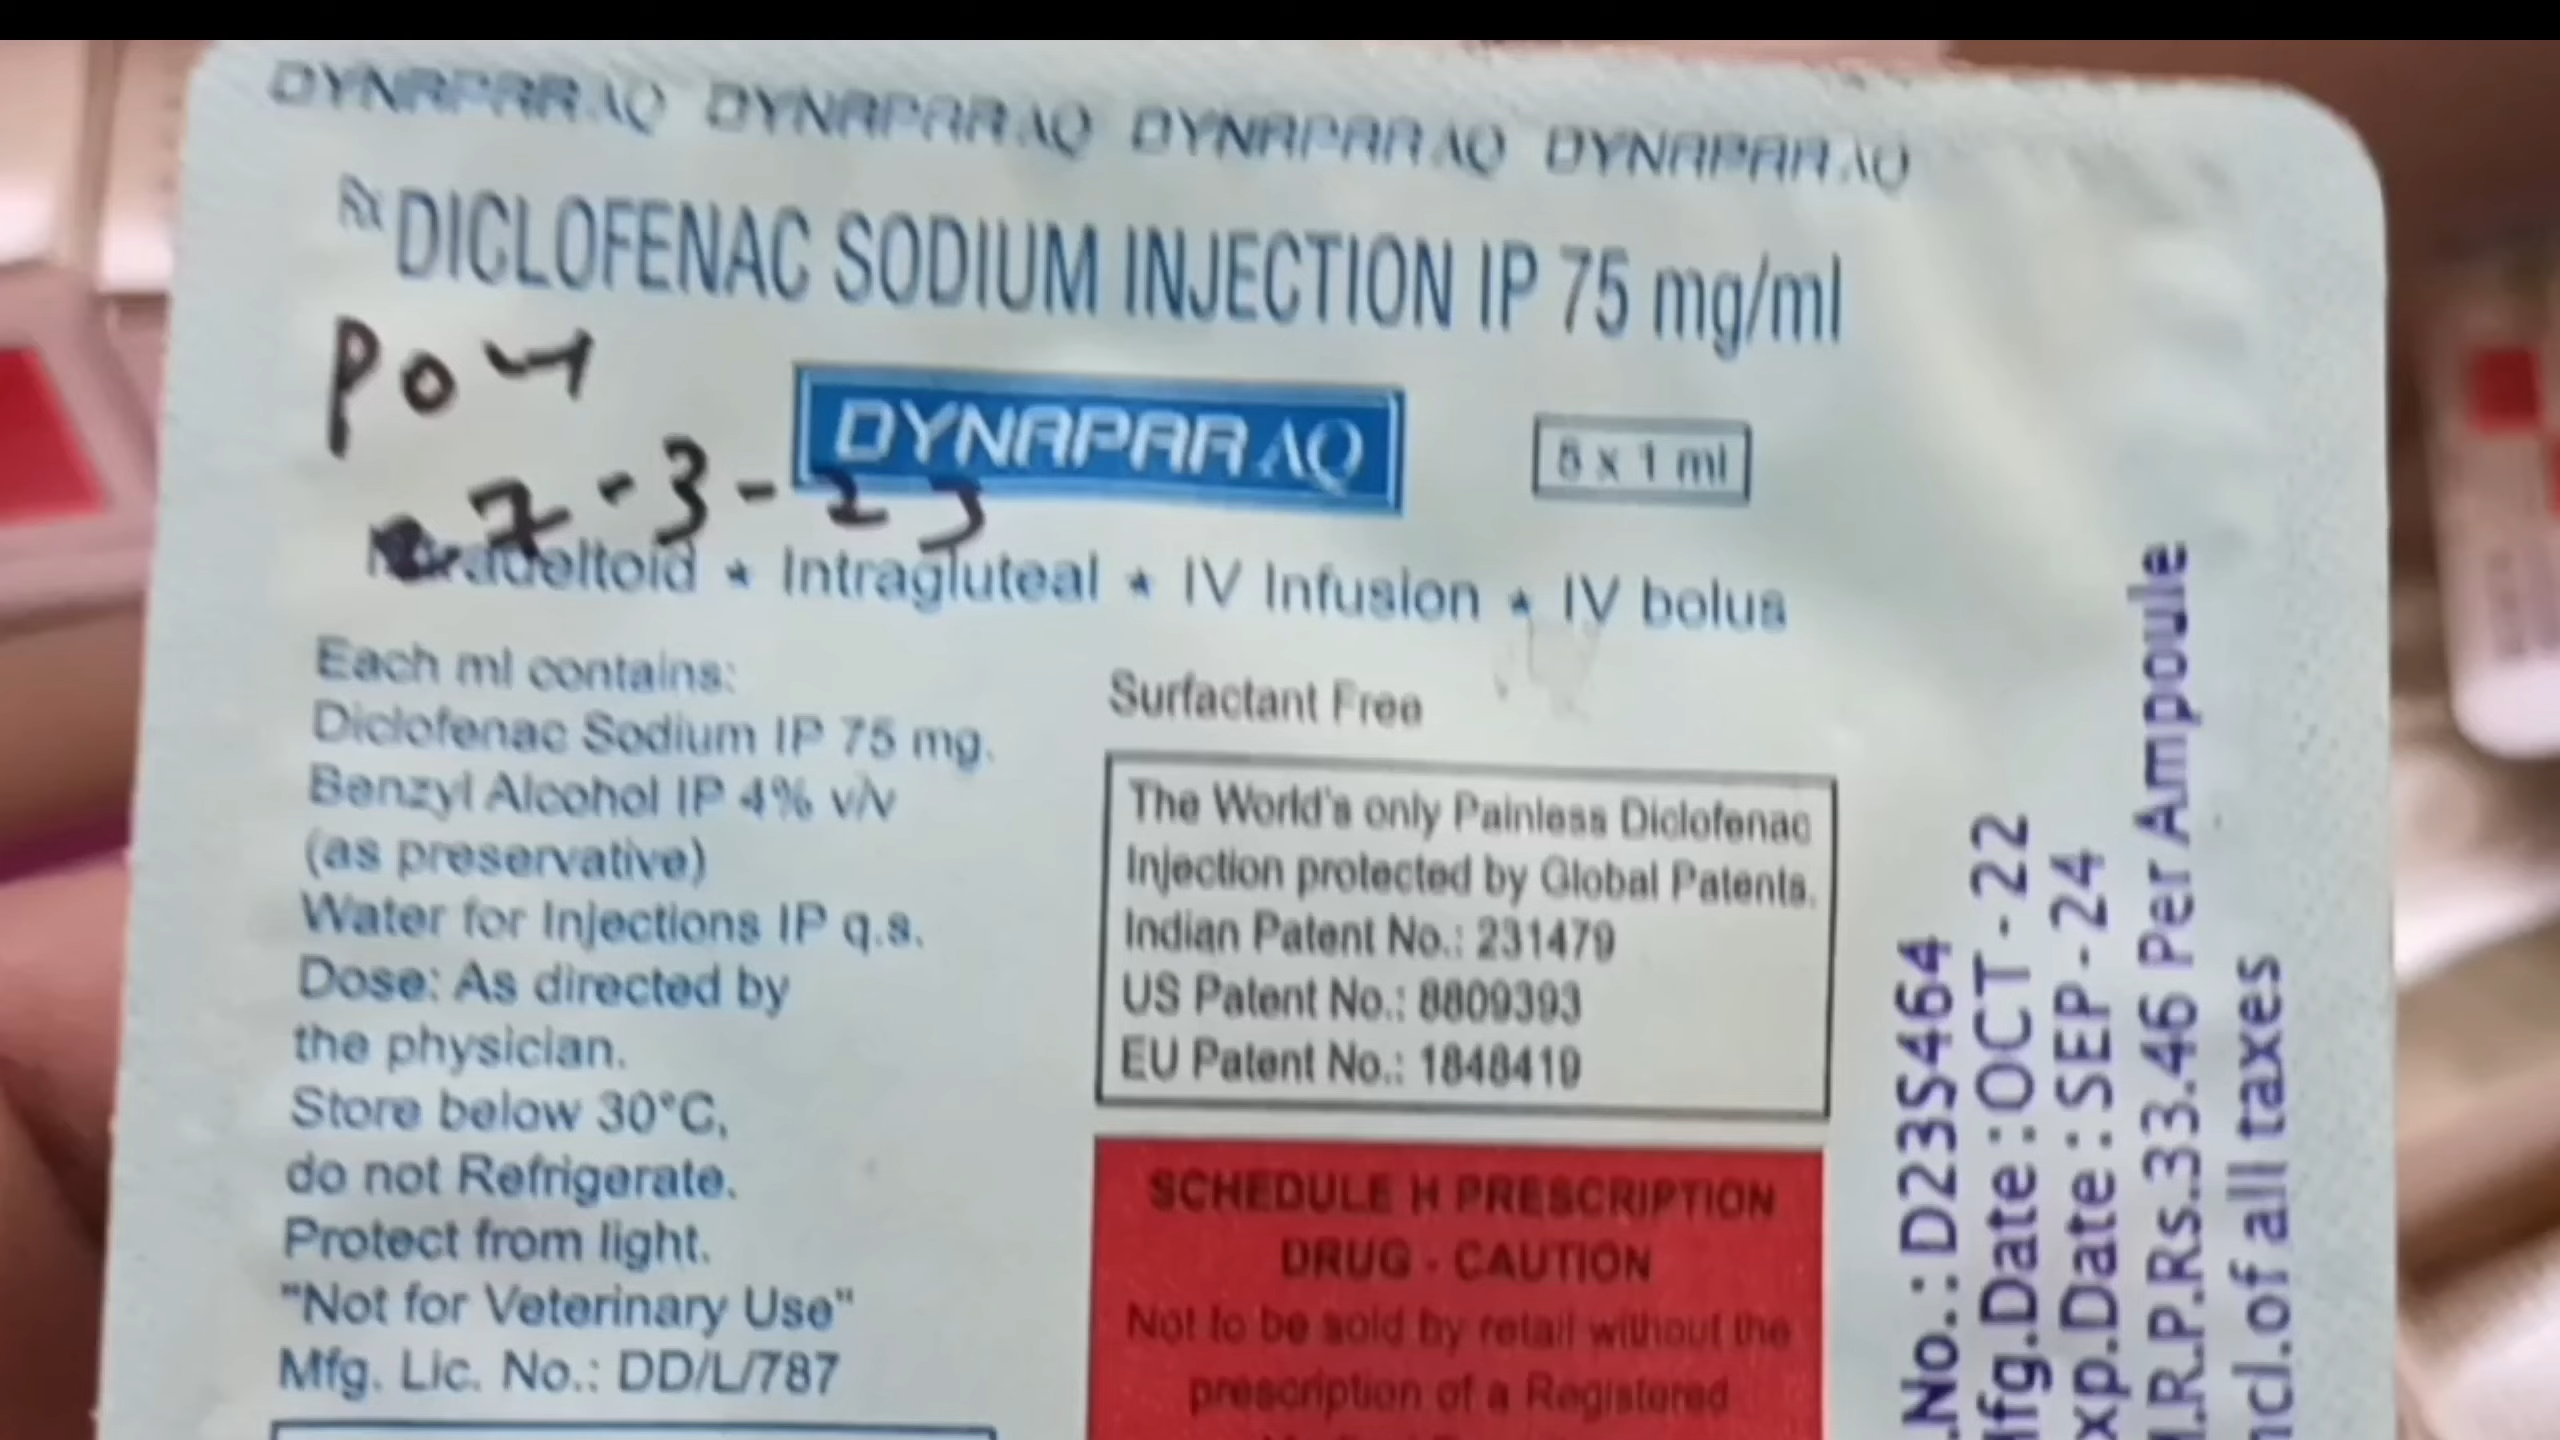 DYNAPAR AQ DYNAPAR AQ DYNAPAR AQ DYNAPAR AQ
Rx DICLOFENAC SODIUM INJECTION IP 75 mg/ml
DYNAPAR AQ
5 x 1 ml
7-3-23
Intradeltoid ★ Intragluteal ★ IV Infusion ★ IV bolus
Each ml contains:
Diclofenac Sodium IP 75 mg.
Benzyl Alcohol IP 4% v/v
(as preservative)
Water for Injections IP q.s.
Dose: As directed by
the physician.
Store below 30°C,
do not Refrigerate.
Protect from light.
"Not for Veterinary Use"
Mfg. Lic. No.: DD/L/787
Surfactant Free
The World's only Painless Diclofenac
Injection protected by Global Patents.
Indian Patent No.: 231479
US Patent No.: 8809393
EU Patent No.: 1848419
SCHEDULE H PRESCRIPTION
DRUG - CAUTION
Not to be sold by retail without the
prescription of a Registered
.No.:D23S464
Mfg.Date:OCT-22
xp.Date:SEP-24
M.R.P.Rs.33.46 Per Ampoule
ncl.of all taxes